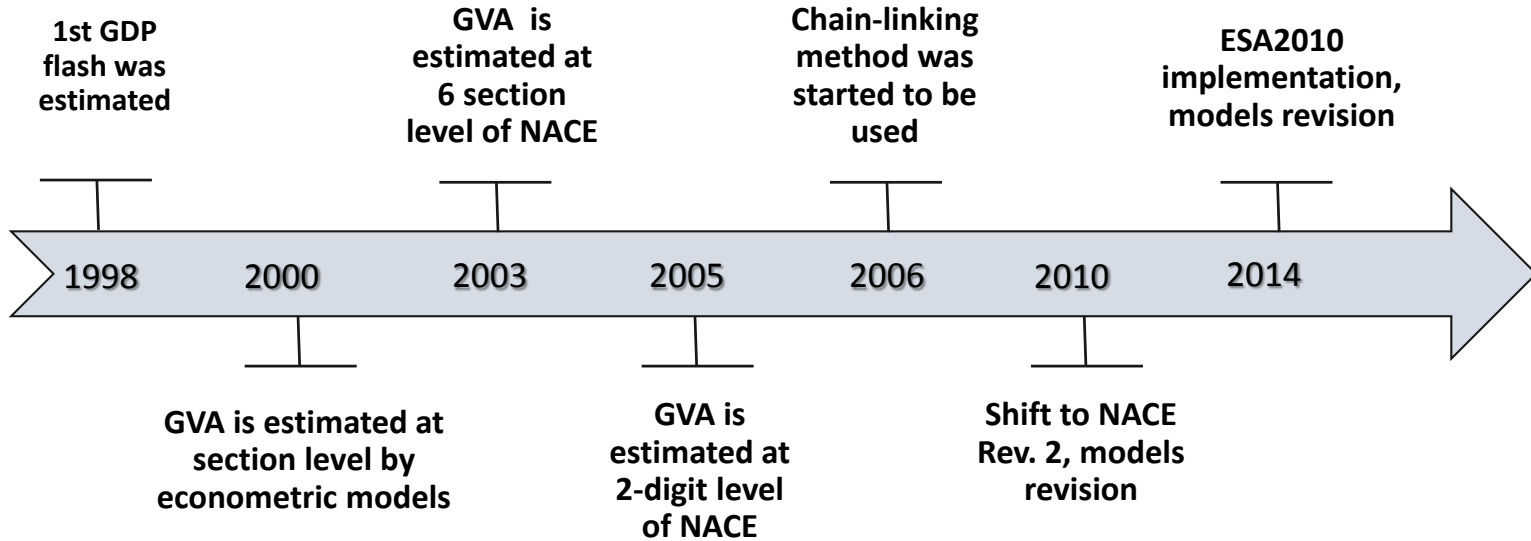 1st GDP
flash was
estimated
GVA is
estimated at
6 section
level of NACE
Chain-linking
method was
started to be
used
ESA2010
implementation,
models revision
1998
2000
2003
2005
2006
2010
2014
GVA is estimated at
section level by
econometric models
GVA is
estimated at
2-digit level
of NACE
Shift to NACE
Rev. 2, models
revision